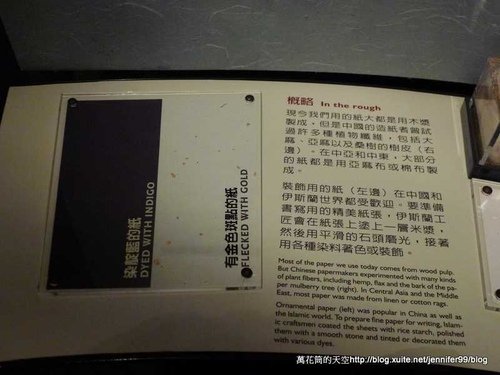 染靛藍的紙
DYED WITH INDIGO
有金色斑點的紙
FLECKED WITH GOLD
概略 In the rough
現今我們用的紙大都是用木漿
製成，但是中國的造紙者曾試
過許多種植物纖維，包括大
麻、亞麻以及桑樹的樹皮（右
邊）。在中亞和中東，大部分
的紙都是用亞麻布或棉布製
成。
裝飾用的紙（左邊）在中國和
伊斯蘭世界都受歡迎。要準備
書寫用的精美紙張，伊斯蘭工
匠會在紙張上塗上一層米漿，
然後用平滑的石頭磨光，接著
用各種染料著色或裝飾。
Most of the paper we use today comes from wood pulp.
But Chinese papermakers experimented with many kinds
of plant fibers, including hemp, flax and the bark of the pa-
per mulberry tree (right). In Central Asia and the Middle
East, most paper was made from linen or cotton rags.
Ornamental paper (left) was popular in China as well as
the Islamic world. To prepare fine paper for writing, Islam-
ic craftsmen coated the sheets with rice starch, polished
them with a smooth stone and tinted or decorated them
with various dyes.
萬花筒的天空http://blog.xuite.net/jennifer99/blog